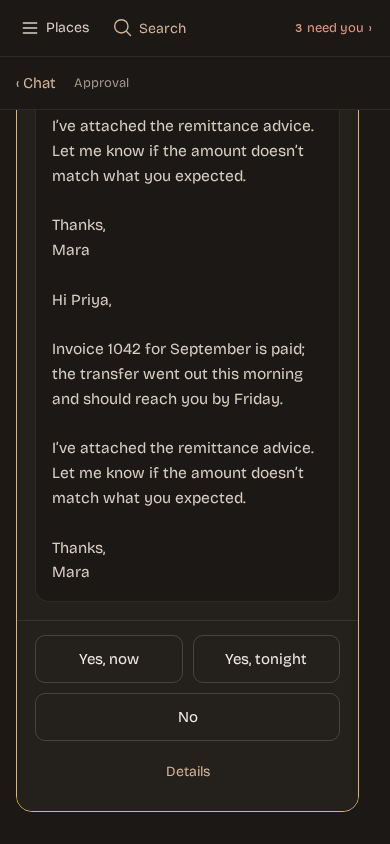 Places
Search
3 need you ›
‹ Chat
Approval
I've attached the remittance advice.
Let me know if the amount doesn't
match what you expected.
Thanks,
Mara
Hi Priya,
Invoice 1042 for September is paid;
the transfer went out this morning
and should reach you by Friday.
I've attached the remittance advice.
Let me know if the amount doesn't
match what you expected.
Thanks,
Mara
Yes, now
Yes, tonight
No
Details